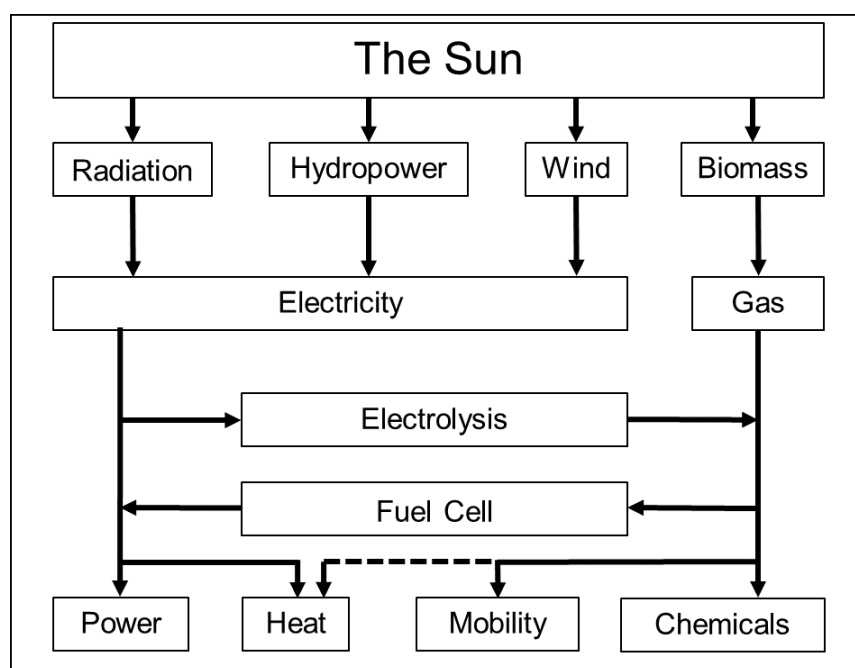 The Sun
Radiation
Hydropower
Wind
Biomass
Electricity
Gas
Electrolysis
Fuel Cell
Power
Heat
Mobility
Chemicals